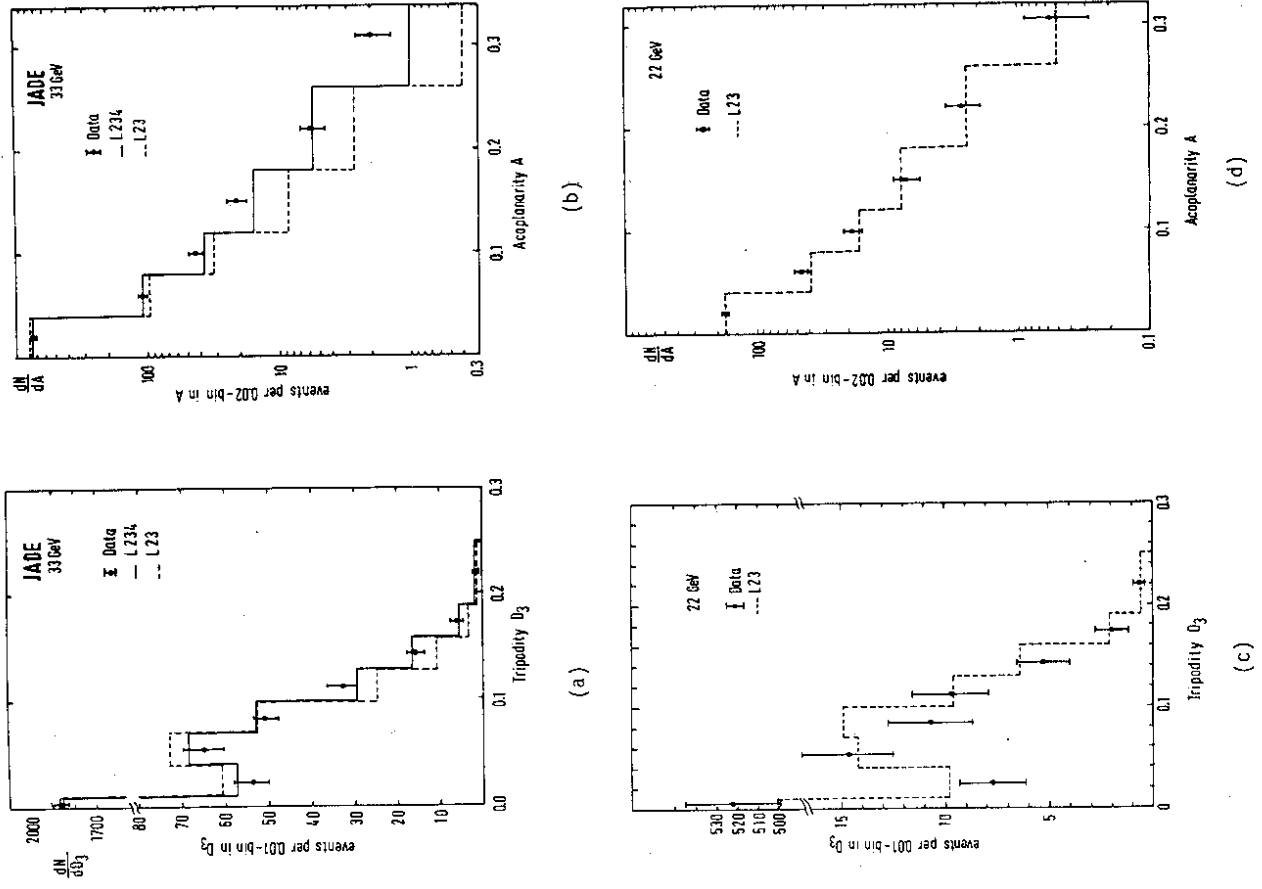 JADE
33 GeV
Data
L234
L23
dN
dD3
2000
1700
80
70
60
50
40
30
20
10
events per 0.01-bin in D3
0.0
0.1
0.2
0.3
Tripodity D3
(a)
JADE
33 GeV
Data
L234
L23
dN
dA
100
10
1
0.3
events per 0.02-bin in A
0.1
0.2
0.3
Acoplanarity A
(b)
22 GeV
Data
L23
530
520
510
500
15
10
5
events per 0.01-bin in D3
0
0.1
0.2
0.3
Tripodity D3
(c)
22 GeV
Data
L23
dN
dA
100
10
1
0.1
events per 0.02-bin in A
0.1
0.2
0.3
Acoplanarity A
(d)